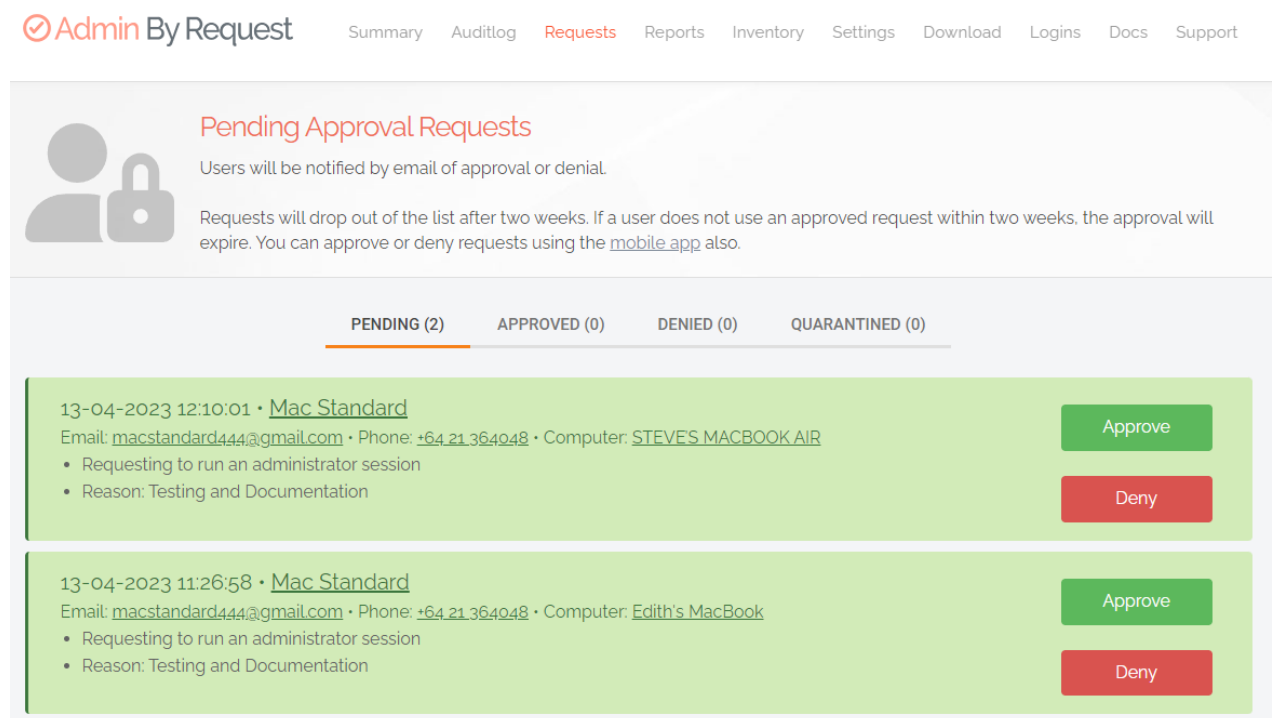 Admin By Request
Summary Auditlog Requests Reports Inventory Settings Download Logins Docs Support
Pending Approval Requests
Users will be notified by email of approval or denial.
Requests will drop out of the list after two weeks. If a user does not use an approved request within two weeks, the approval will
expire. You can approve or deny requests using the mobile app also.
PENDING (2) APPROVED (0) DENIED (0) QUARANTINED (0)
13-04-2023 12:10:01 • Mac Standard
Email: macstandard444@gmail.com • Phone: +64 21 364048 • Computer: STEVE'S MACBOOK AIR
• Requesting to run an administrator session
• Reason: Testing and Documentation
Approve
Deny
13-04-2023 11:26:58 • Mac Standard
Email: macstandard444@gmail.com • Phone: +64 21 364048 • Computer: Edith's MacBook
• Requesting to run an administrator session
• Reason: Testing and Documentation
Approve
Deny